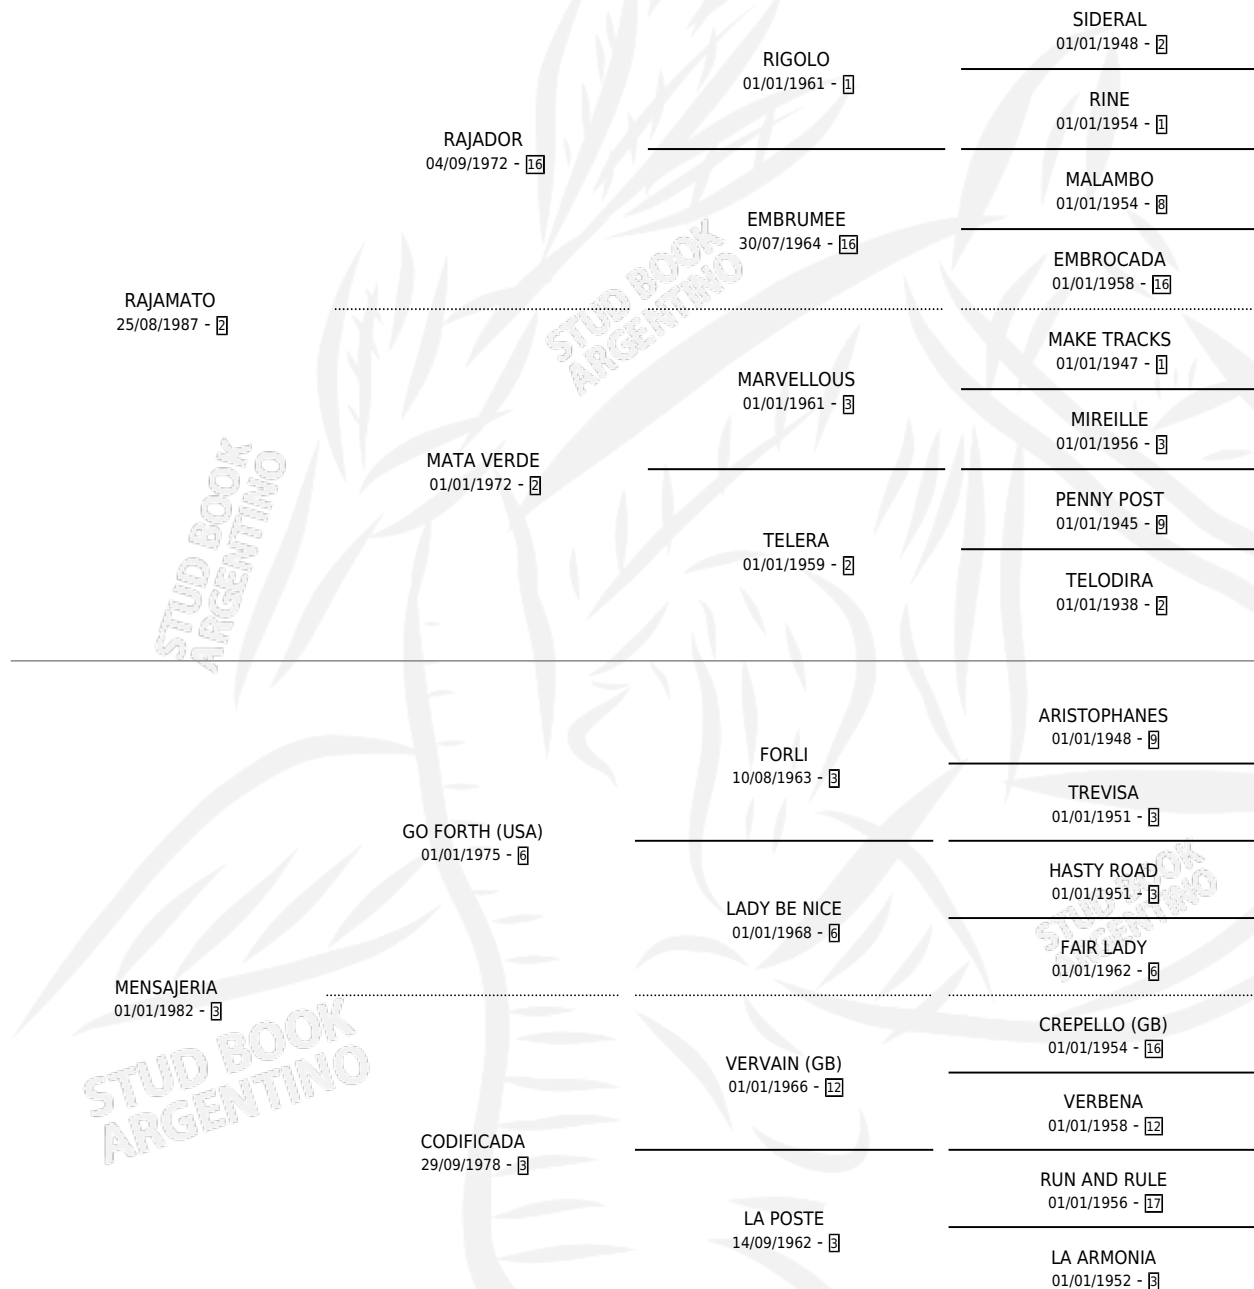 SIDERAL
01/01/1948 - 2
RIGOLO
01/01/1961 - 1
RINE
01/01/1954 - 1
RAJADOR
04/09/1972 - 16
MALAMBO
01/01/1954 - 8
EMBRUMEE
30/07/1964 - 16
EMBROCADA
01/01/1958 - 16
RAJAMATO
25/08/1987 - 2
MAKE TRACKS
01/01/1947 - 1
MARVELLOUS
01/01/1961 - 3
MIREILLE
01/01/1956 - 3
MATA VERDE
01/01/1972 - 2
PENNY POST
01/01/1945 - 9
TELERA
01/01/1959 - 2
TELODIRA
01/01/1938 - 2
STUD BOOK
ARGENTINO
STUD BOOK
ARGENTINO
ARISTOPHANES
01/01/1948 - 9
FORLI
10/08/1963 - 3
TREVISA
01/01/1951 - 3
GO FORTH (USA)
01/01/1975 - 6
HASTY ROAD
01/01/1951 - 3
LADY BE NICE
01/01/1968 - 6
FAIR LADY
01/01/1962 - 6
MENSAJERIA
01/01/1982 - 3
CREPELLO (GB)
01/01/1954 - 16
VERVAIN (GB)
01/01/1966 - 12
VERBENA
01/01/1958 - 12
CODIFICADA
29/09/1978 - 3
RUN AND RULE
01/01/1956 - 17
LA POSTE
14/09/1962 - 3
LA ARMONIA
01/01/1952 - 3
STUD BOOK
ARGENTINO
STUD BOOK
ARGENTINO